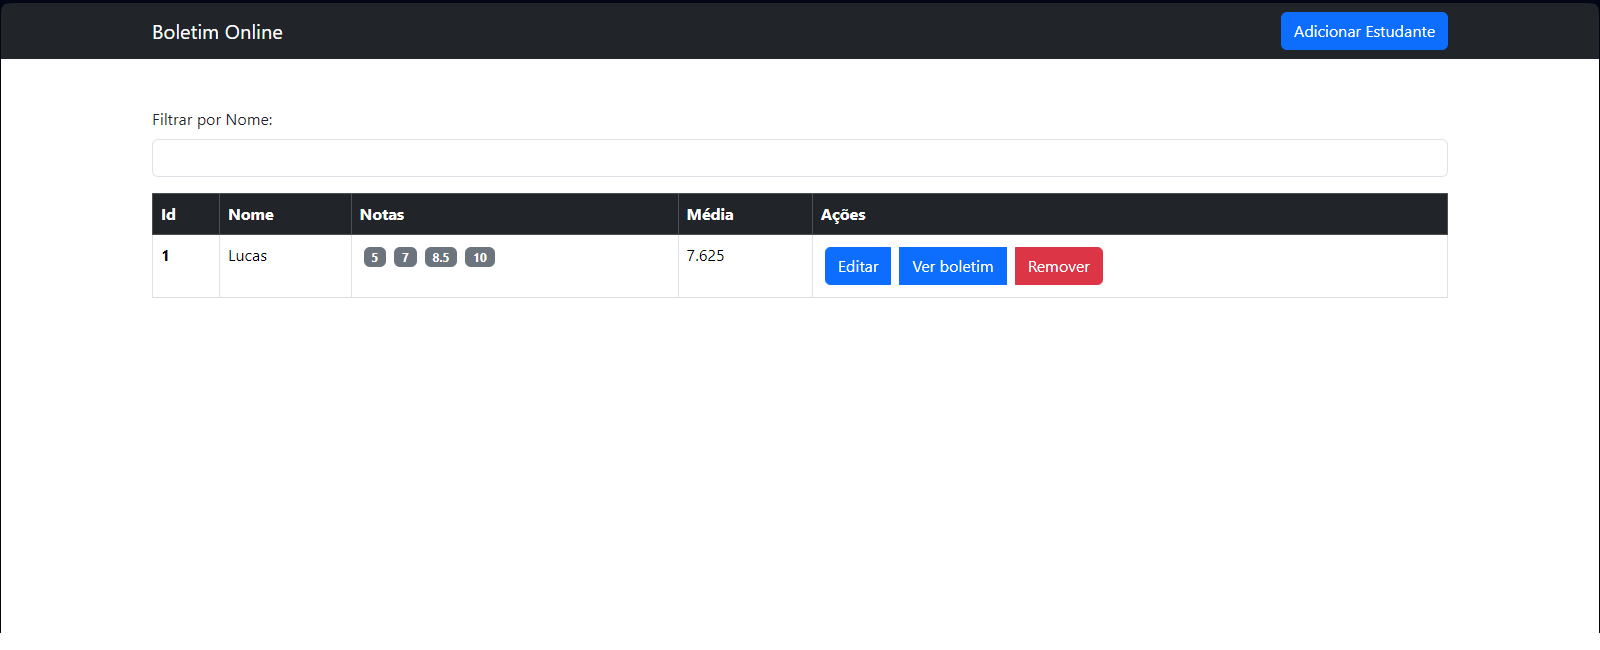 Boletim Online Adicionar Estudante
Filtrar por Nome:
Id Nome Notas Média Ações
1 Lucas 5 7 8.5 10 7.625 Editar Ver boletim Remover